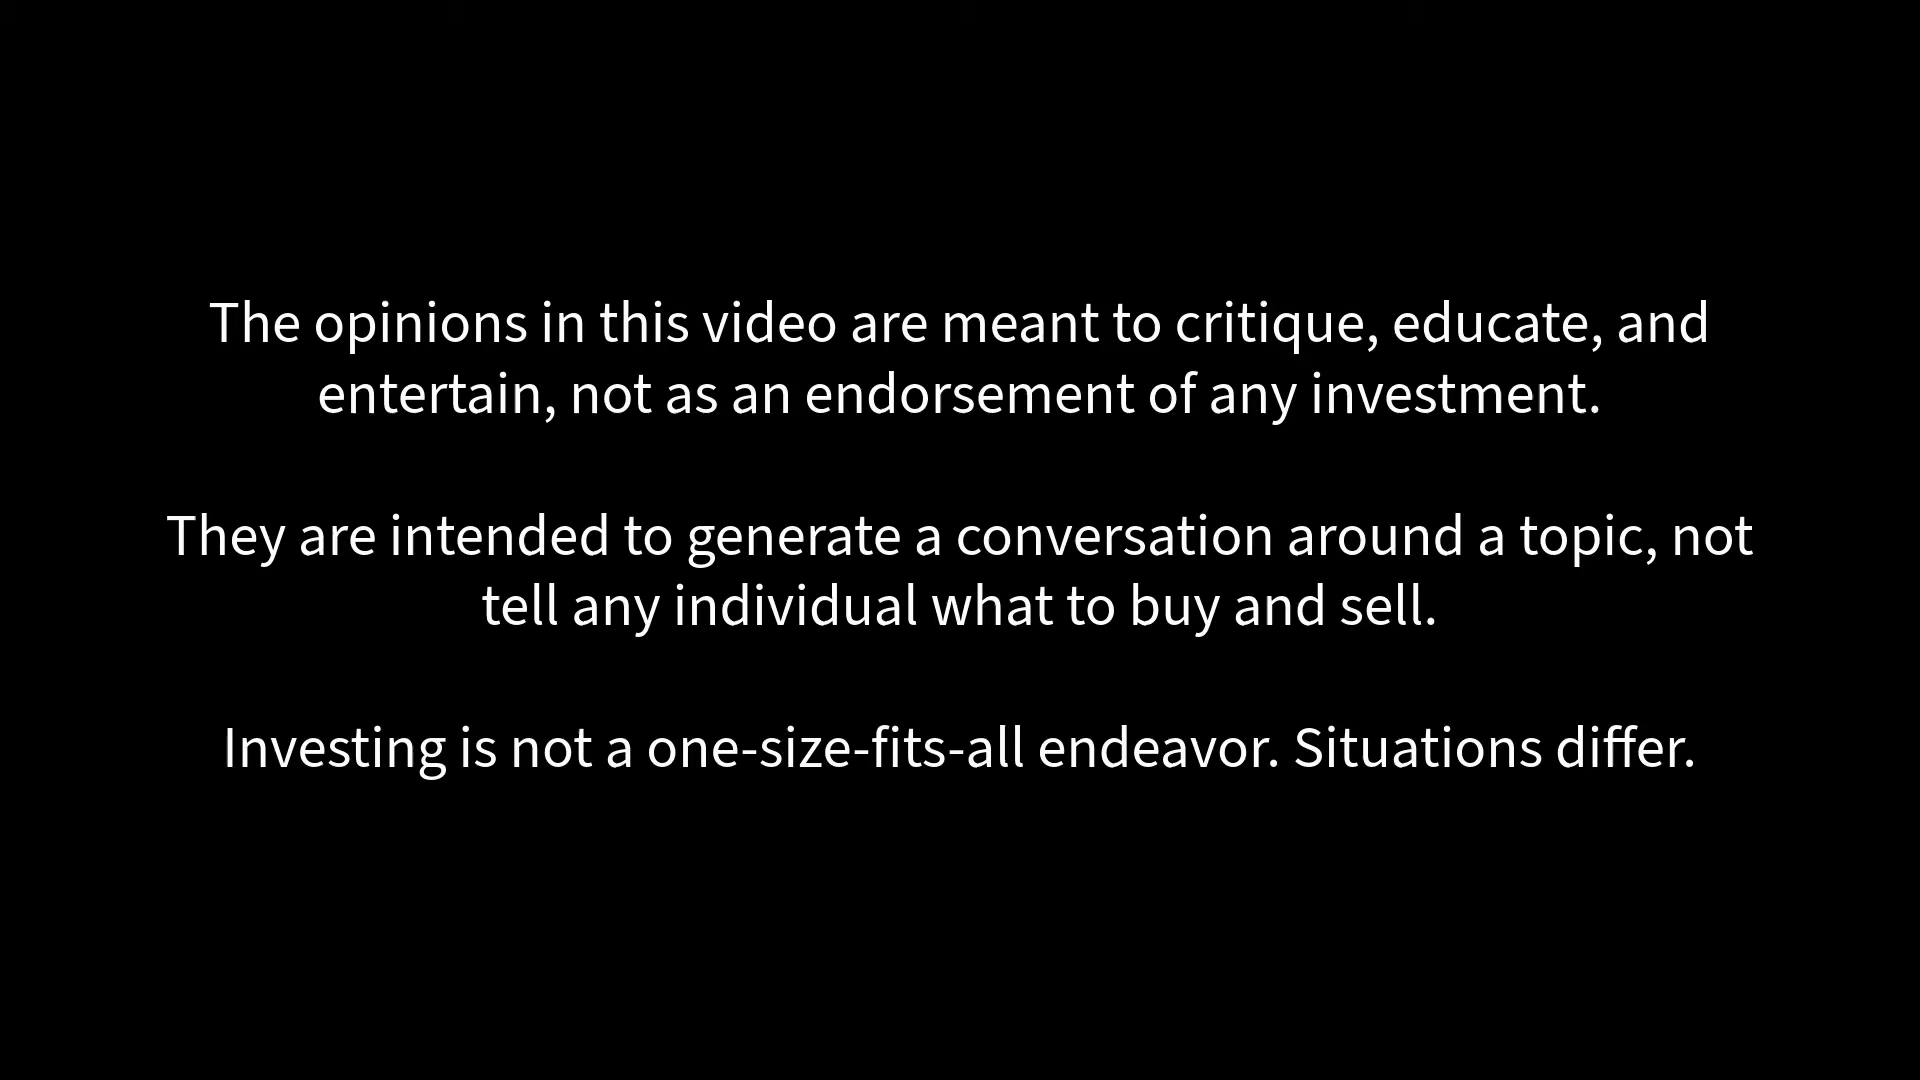 The opinions in this video are meant to critique, educate, and
entertain, not as an endorsement of any investment.
They are intended to generate a conversation around a topic, not
tell any individual what to buy and sell.
Investing is not a one-size-fits-all endeavor. Situations differ.